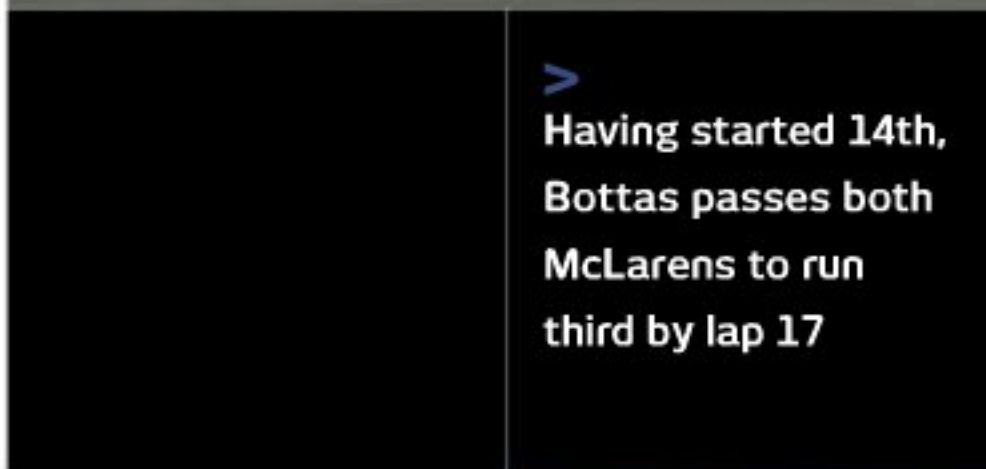 >
Having started 14th,
Bottas passes both
McLarens to run
third by lap 17